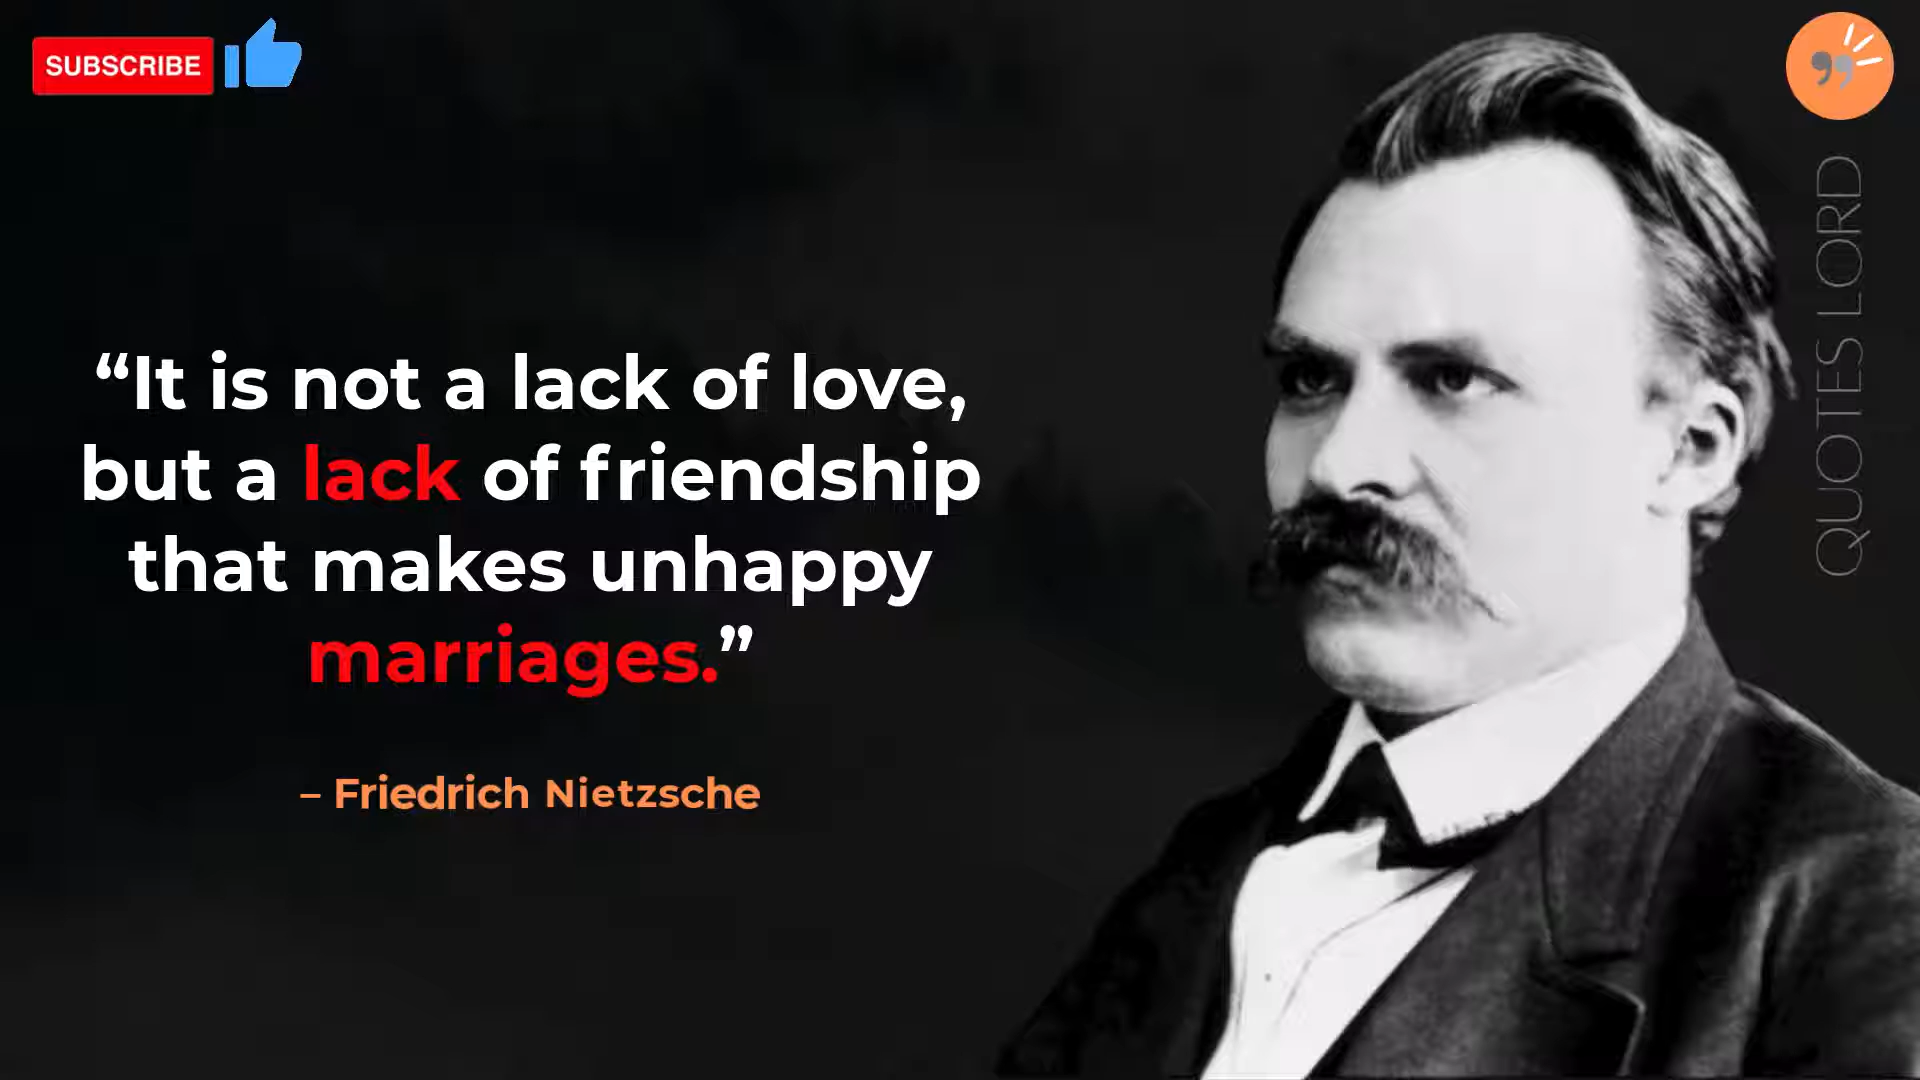 SUBSCRIBE
“It is not a lack of love,
but a lack of friendship
that makes unhappy
marriages.”
– Friedrich Nietzsche
QUOTES LORD